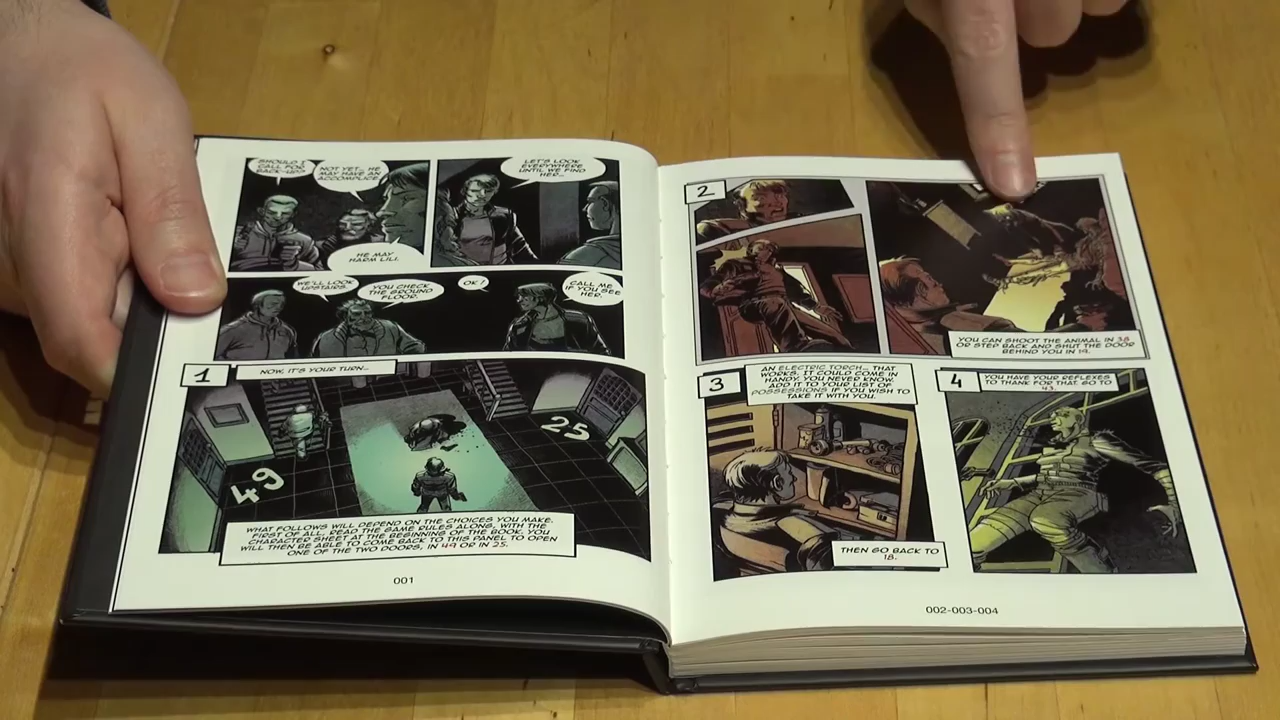 SHOULD I
CALL FOR
BACK-UP?
NOT YET... HE
MAY HAVE AN
ACCOMPLICE.
HE MAY
HARM LILI.
LET'S LOOK
EVERYWHERE
UNTIL WE FIND
HER...
WE'LL LOOK
UPSTAIRS.
YOU CHECK
THE GROUND
FLOOR.
OK!
CALL ME
IF YOU SEE
HER.
1
NOW, IT'S YOUR TURN...
49
25
WHAT FOLLOWS WILL DEPEND ON THE CHOICES YOU MAKE.
FIRST OF ALL, READ THE GAME RULES ALONG, WITH THE
CHARACTER SHEET AT THE BEGINNING OF THE BOOK. YOU
WILL THEN BE ABLE TO COME BACK TO THIS PANEL TO OPEN
ONE OF THE TWO DOORS, IN 49 OR IN 25.
001
2
YOU CAN SHOOT THE ANIMAL IN 38
OR STEP BACK AND SHUT THE DOOR
BEHIND YOU IN 19.
3
AN ELECTRIC TORCH... THAT
WORKS. IT COULD COME IN
HANDY, YOU NEVER KNOW.
ADD IT TO YOUR LIST OF
POSSESSIONS IF YOU WISH TO
TAKE IT WITH YOU.
THEN GO BACK TO
18.
4
YOU HAVE YOUR REFLEXES
TO THANK FOR THAT. GO TO
43.
002-003-004